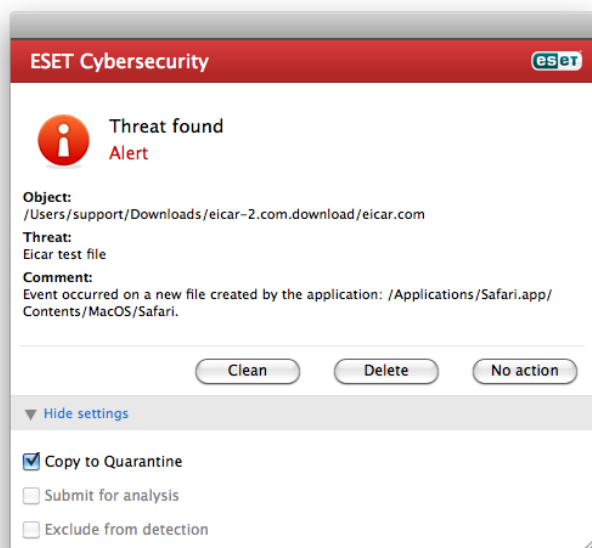 ESET Cybersecurity
eset
Threat found
Alert
Object:
/Users/support/Downloads/eicar-2.com.download/eicar.com
Threat:
Eicar test file
Comment:
Event occurred on a new file created by the application: /Applications/Safari.app/
Contents/MacOS/Safari.
Clean Delete No action
Hide settings
Copy to Quarantine
Submit for analysis
Exclude from detection